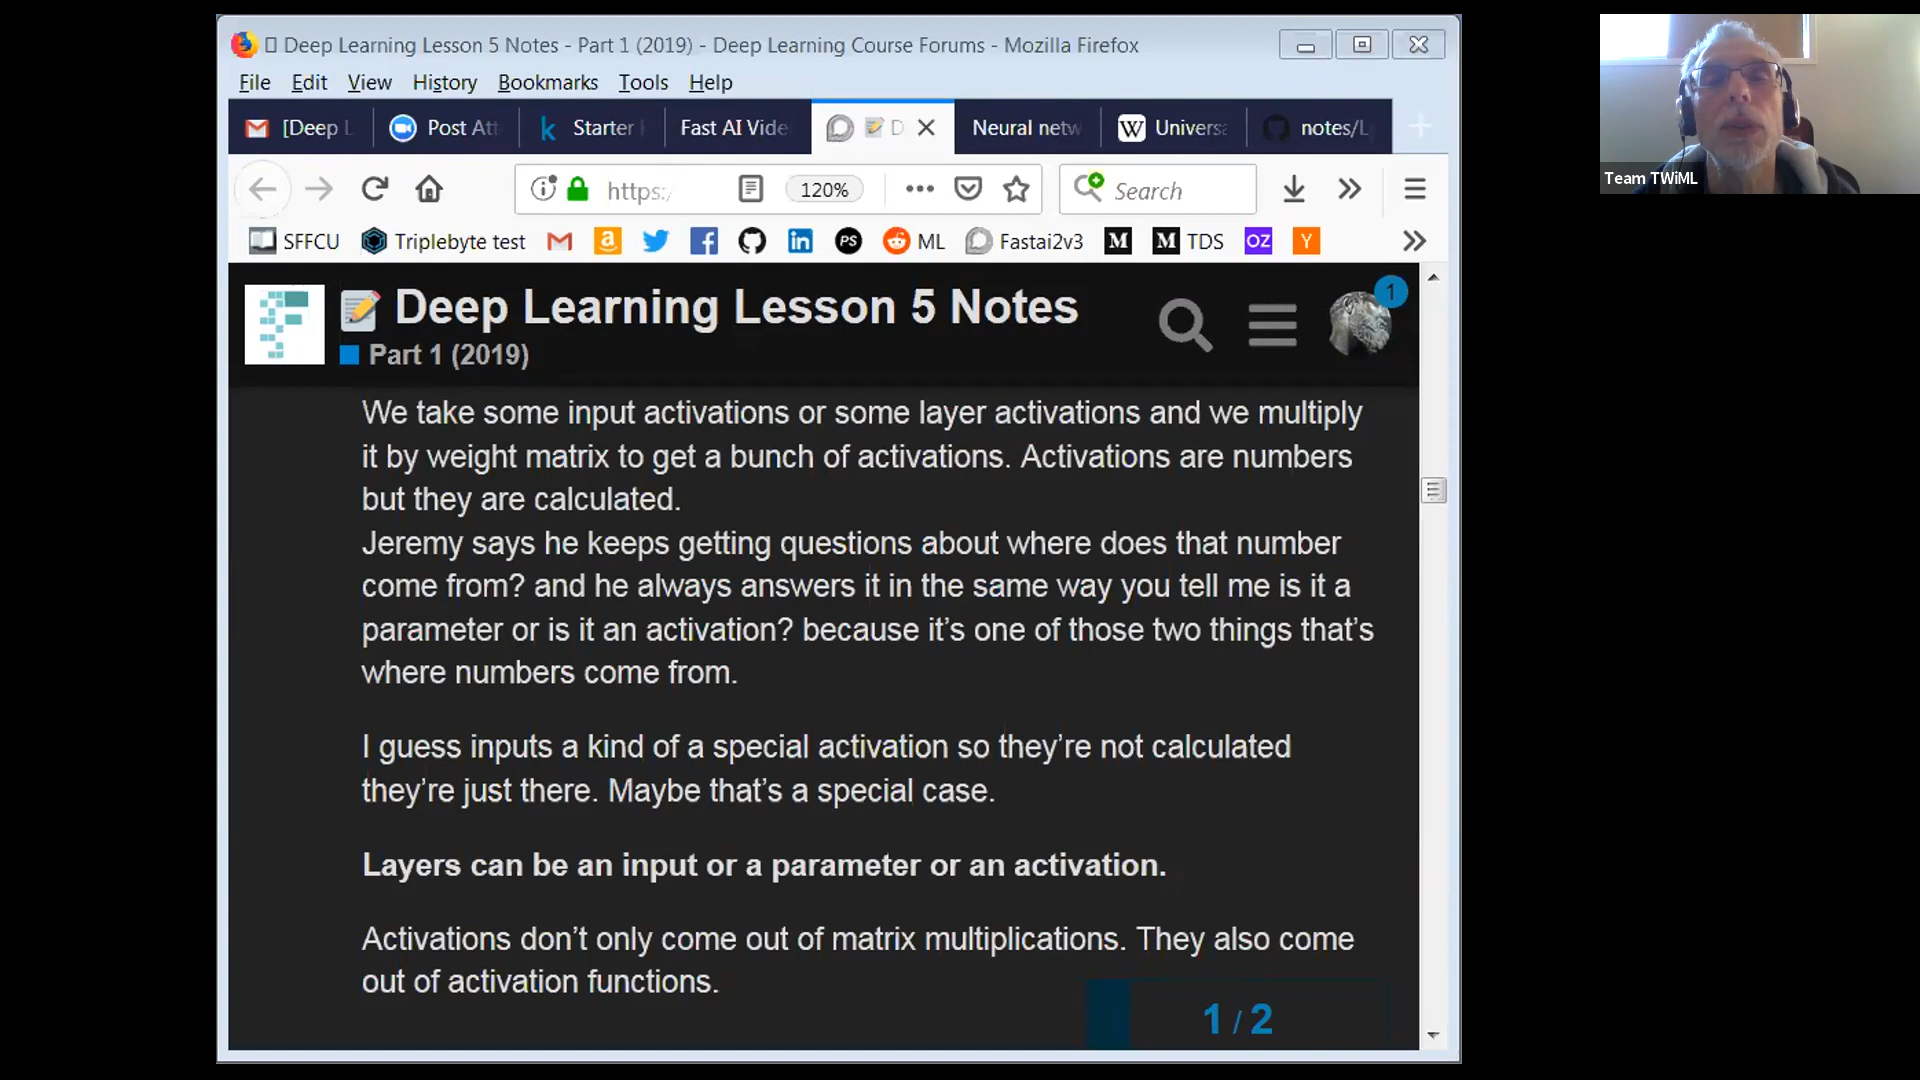 Deep Learning Lesson 5 Notes - Part 1 (2019) - Deep Learning Course Forums - Mozilla Firefox
File Edit View History Bookmarks Tools Help
[Deep L Post Att Starter Fast AI Vide D Neural netw W Universa notes/L
https:/ 120% Search
SFFCU Triplebyte test PS ML Fastai2v3 M M TDS OZ Y
Deep Learning Lesson 5 Notes
1
Part 1 (2019)
Team TWiML
We take some input activations or some layer activations and we multiply
it by weight matrix to get a bunch of activations. Activations are numbers
but they are calculated.
Jeremy says he keeps getting questions about where does that number
come from? and he always answers it in the same way you tell me is it a
parameter or is it an activation? because it’s one of those two things that’s
where numbers come from.
I guess inputs a kind of a special activation so they’re not calculated
they’re just there. Maybe that’s a special case.
Layers can be an input or a parameter or an activation.
Activations don’t only come out of matrix multiplications. They also come
out of activation functions.
1 / 2